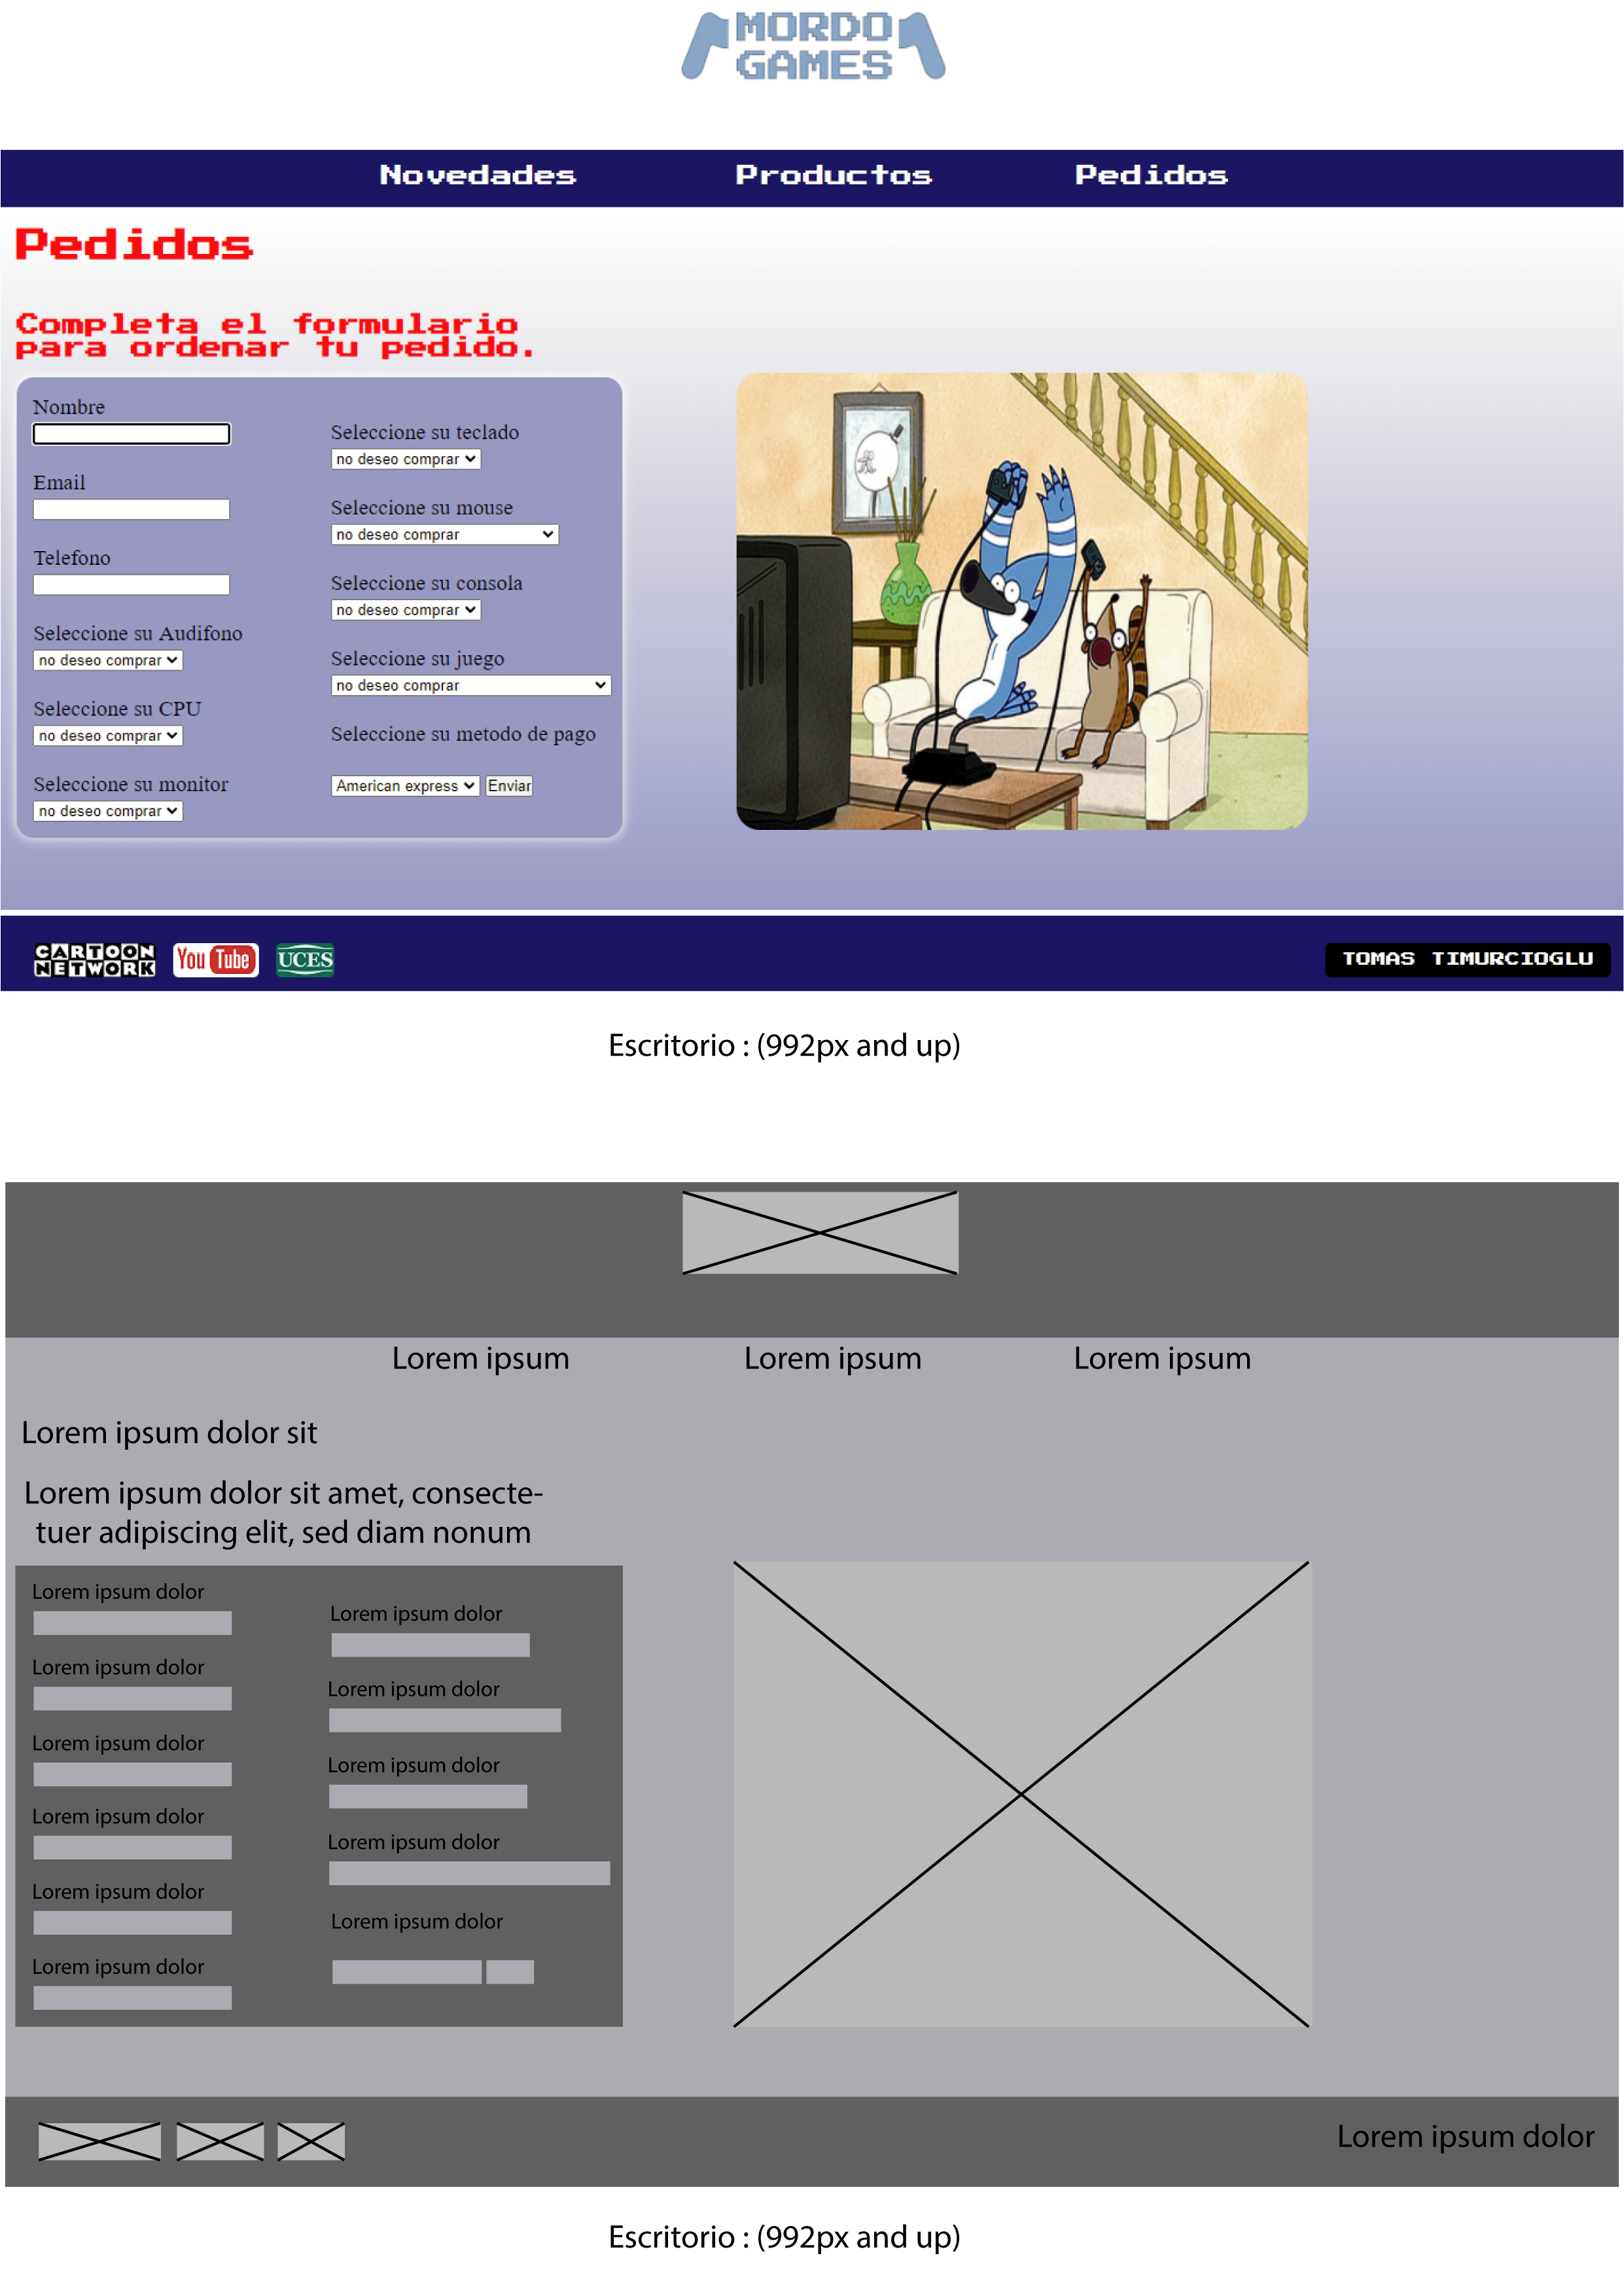 MORDO
GAMES
Novedades Productos Pedidos
Pedidos
Completa el formulario
para ordenar tu pedido.
Nombre
Email
Telefono
Seleccione su Audifono
no deseo comprar
Seleccione su CPU
no deseo comprar
Seleccione su monitor
no deseo comprar
Seleccione su teclado
no deseo comprar
Seleccione su mouse
no deseo comprar
Seleccione su consola
no deseo comprar
Seleccione su juego
no deseo comprar
Seleccione su metodo de pago
American express Enviar
CARTOON
NETWORK
You Tube
UCES
TOMAS TIMURCIOGLU
Escritorio : (992px and up)
Lorem ipsum Lorem ipsum Lorem ipsum
Lorem ipsum dolor sit
Lorem ipsum dolor sit amet, consecte-
tuer adipiscing elit, sed diam nonum
Lorem ipsum dolor
Lorem ipsum dolor
Lorem ipsum dolor
Lorem ipsum dolor
Lorem ipsum dolor
Lorem ipsum dolor
Lorem ipsum dolor
Lorem ipsum dolor
Lorem ipsum dolor
Lorem ipsum dolor
Lorem ipsum dolor
Lorem ipsum dolor
Escritorio : (992px and up)